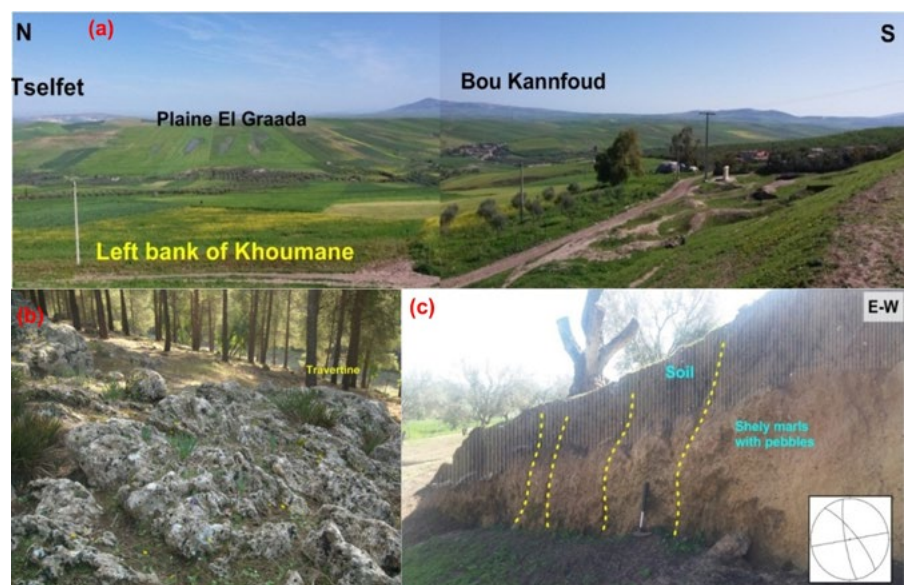 N
(a)
S
Tselfet
Bou Kannfoud
Plaine El Graada
Left bank of Khoumane
(b)
Travertine
(c)
E-W
Soil
Shely marls
with pebbles